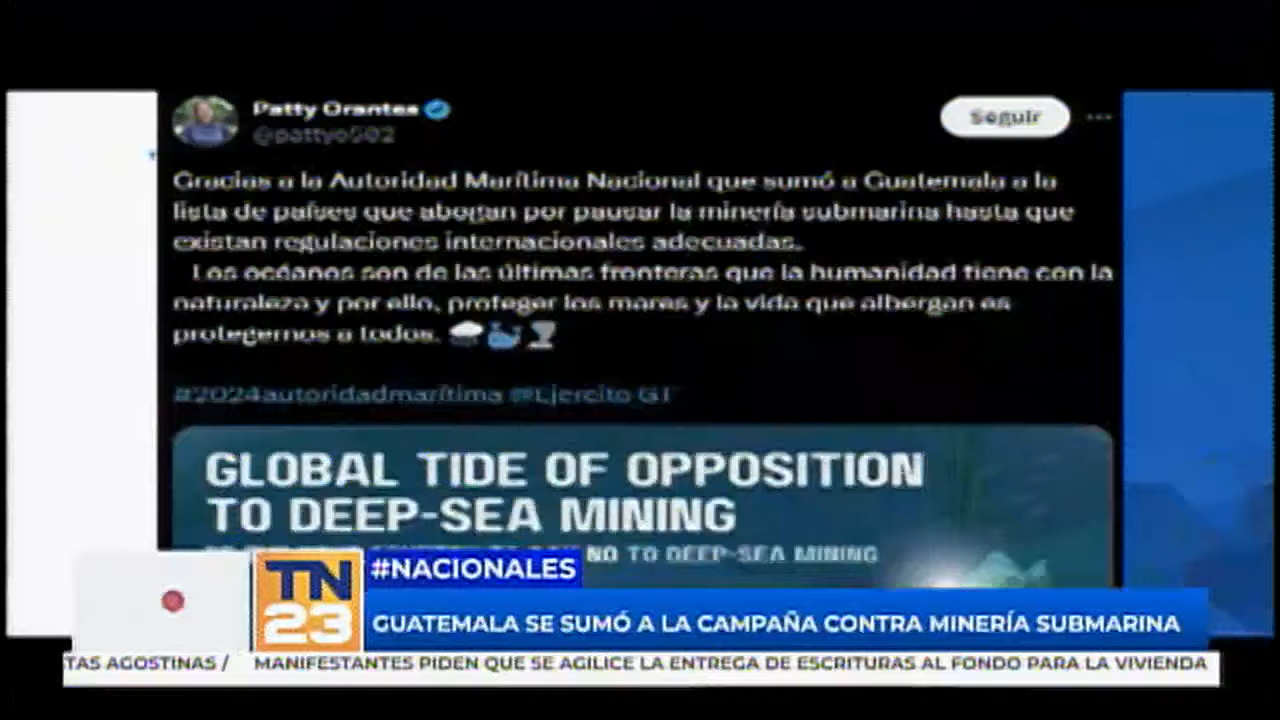 Patty Orantes
@pattyo502
Seguir
Gracias a la Autoridad Marítima Nacional que sumó a Guatemala a la
lista de países que abogan por pausar la minería submarina hasta que
existan regulaciones internacionales adecuadas.
Los océanos son de las últimas fronteras que la humanidad tiene con la
naturaleza y por ello, proteger los mares y la vida que albergan es
protegernos a todos.
#2024autoridadmarítima @Ejercito GT
GLOBAL TIDE OF OPPOSITION
TO DEEP-SEA MINING
NO TO DEEP-SEA MINING
TN
23
#NACIONALES
GUATEMALA SE SUMÓ A LA CAMPAÑA CONTRA MINERÍA SUBMARINA
TAS AGOSTINAS / MANIFESTANTES PIDEN QUE SE AGILICE LA ENTREGA DE ESCRITURAS AL FONDO PARA LA VIVIENDA